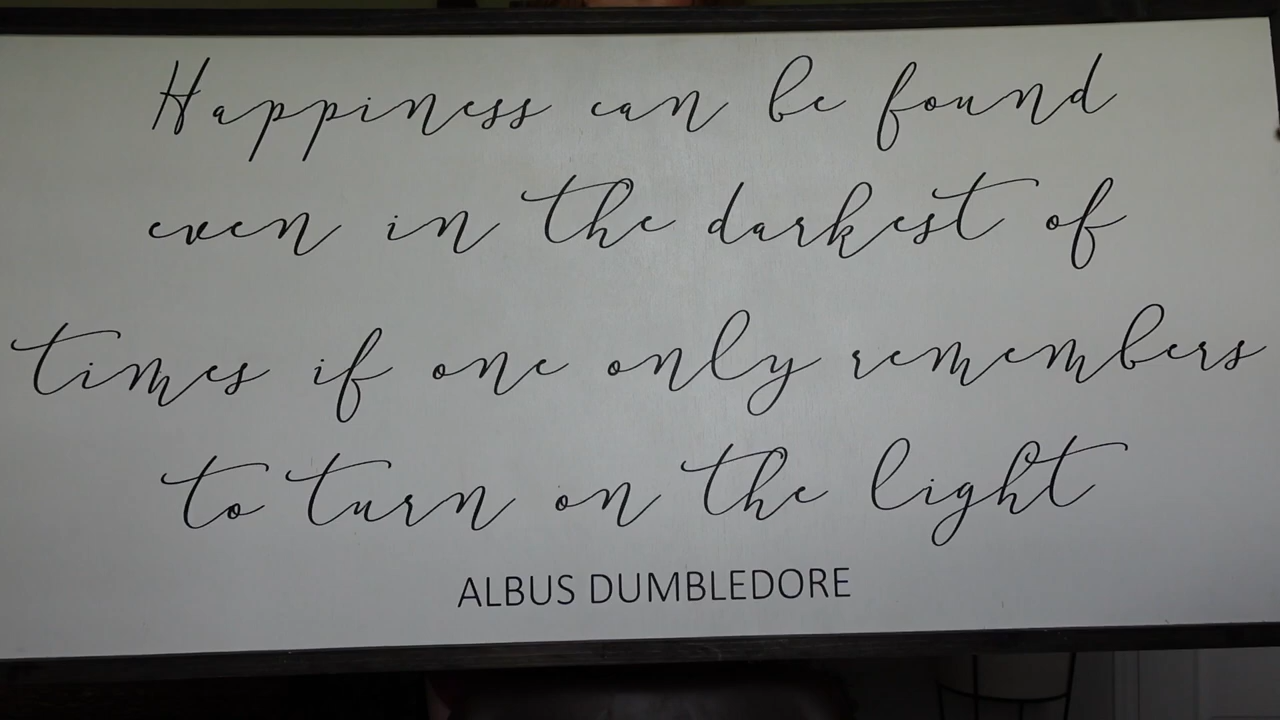 Happiness can be found
even in the darkest of
times if one only remembers
to turn on the light
ALBUS DUMBLEDORE